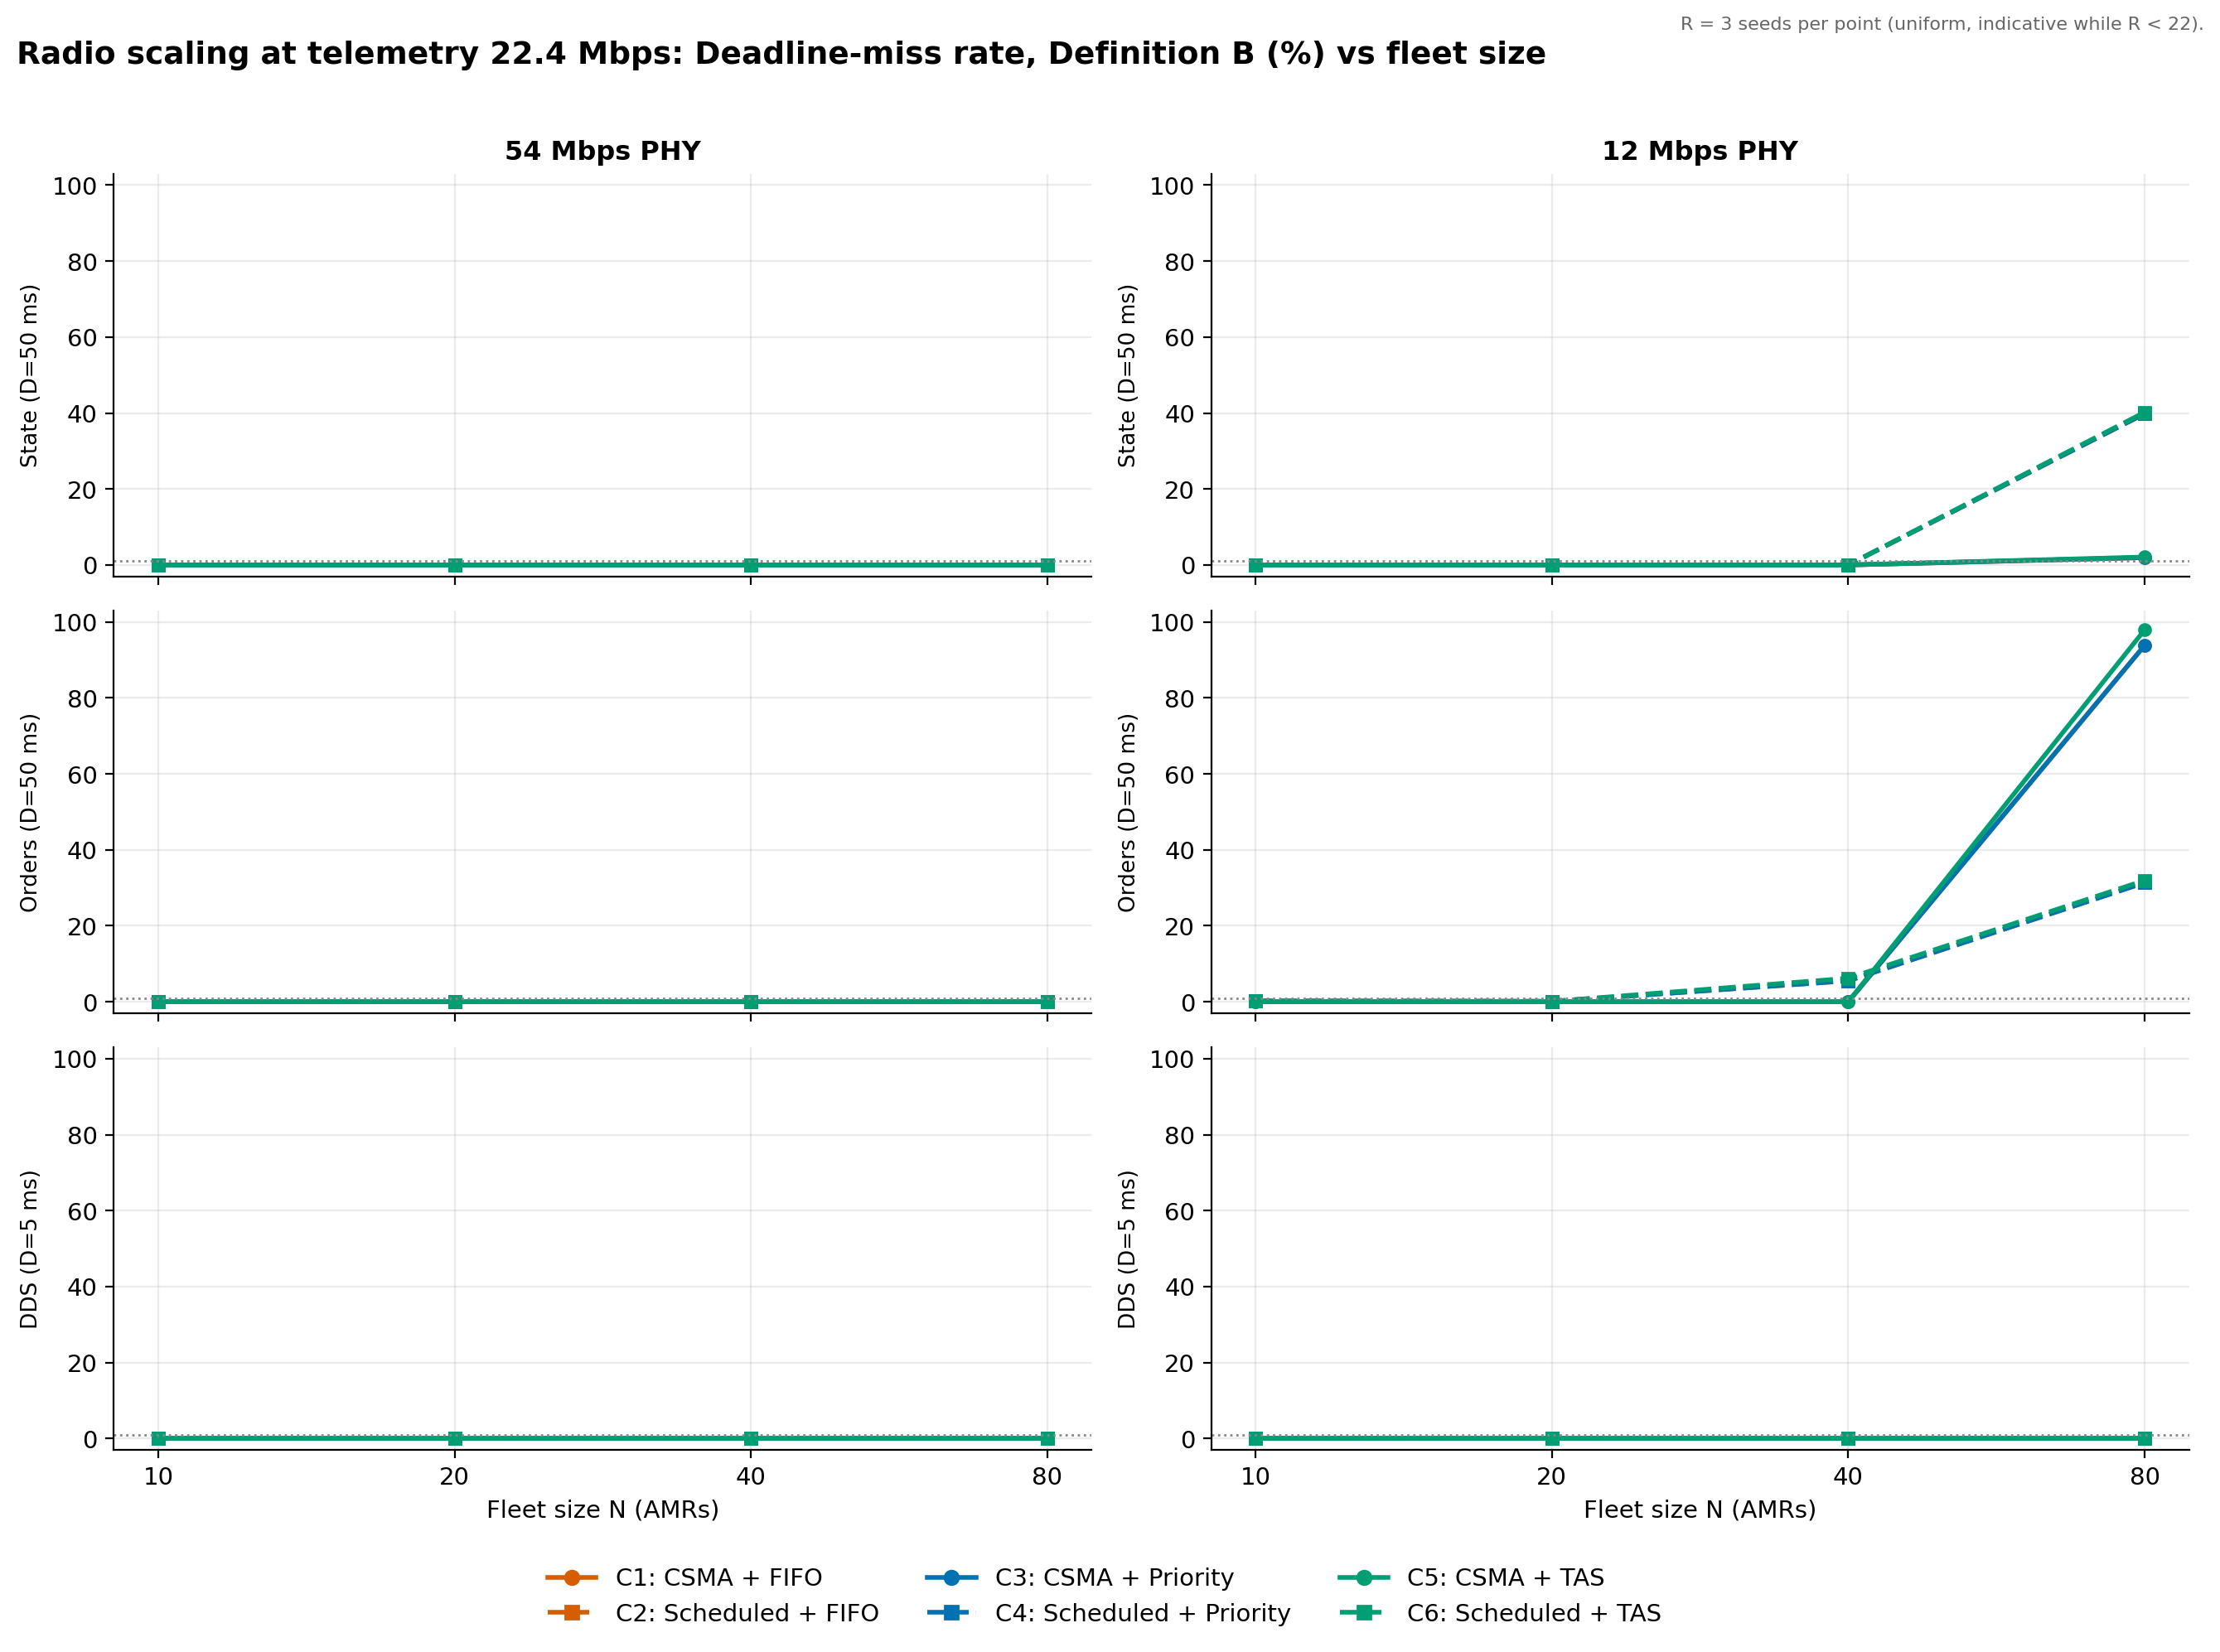 R = 3 seeds per point (uniform, indicative while R < 22).
Radio scaling at telemetry 22.4 Mbps: Deadline-miss rate, Definition B (%) vs fleet size
54 Mbps PHY
12 Mbps PHY
State (D=50 ms)
100
80
60
40
20
0
State (D=50 ms)
100
80
60
40
20
0
Orders (D=50 ms)
100
80
60
40
20
0
Orders (D=50 ms)
100
80
60
40
20
0
DDS (D=5 ms)
100
80
60
40
20
0
10 20 40 80
Fleet size N (AMRs)
DDS (D=5 ms)
100
80
60
40
20
0
10 20 40 80
Fleet size N (AMRs)
C1: CSMA + FIFO
C2: Scheduled + FIFO
C3: CSMA + Priority
C4: Scheduled + Priority
C5: CSMA + TAS
C6: Scheduled + TAS